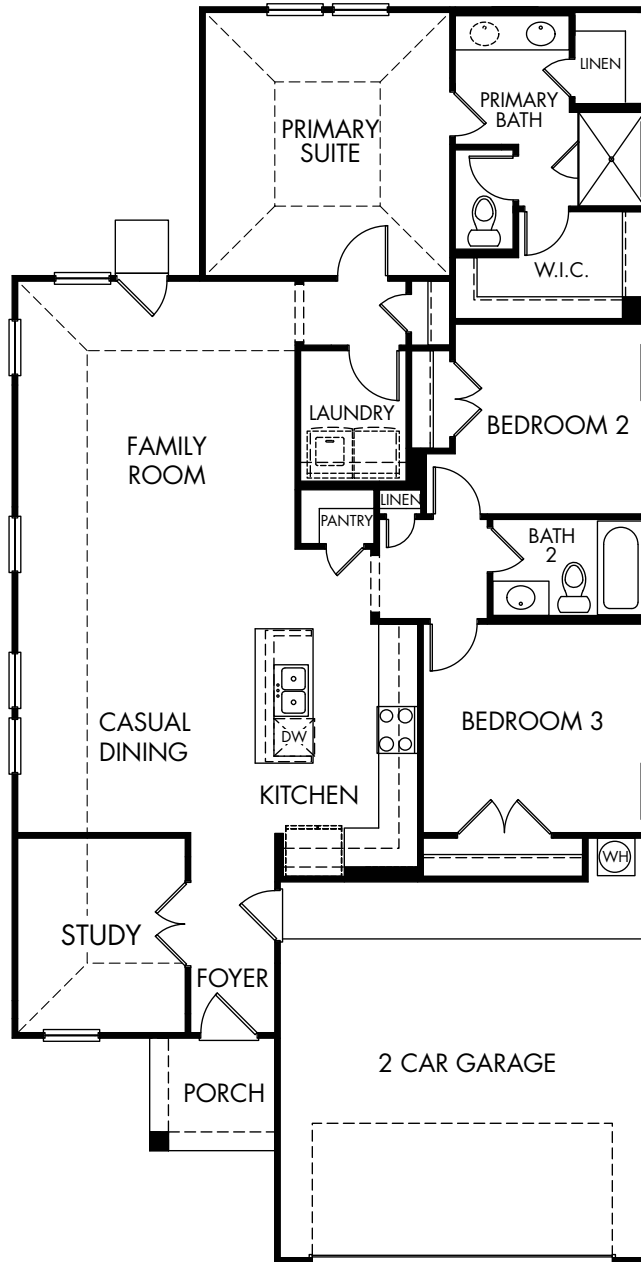 LINEN
PRIMARY
BATH
PRIMARY
SUITE
W.I.C.
LAUNDRY
BEDROOM 2
FAMILY
ROOM
LINEN
PANTRY
BATH
2
CASUAL
DINING
DW
BEDROOM 3
KITCHEN
WH
STUDY
FOYER
2 CAR GARAGE
PORCH